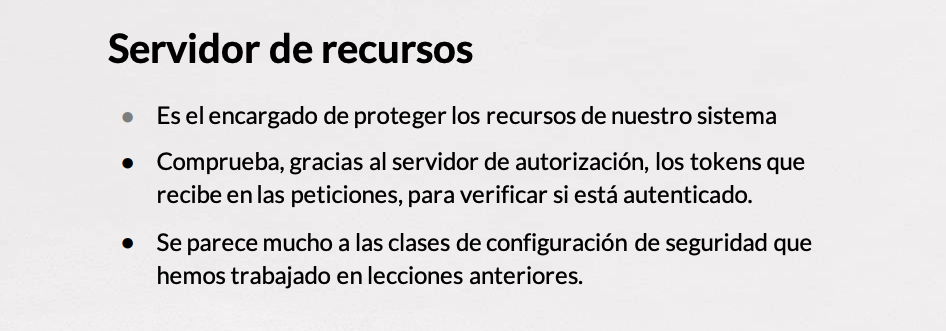 Servidor de recursos
● Es el encargado de proteger los recursos de nuestro sistema
● Comprueba, gracias al servidor de autorización, los tokens que
recibe en las peticiones, para verificar si está autenticado.
● Se parece mucho a las clases de configuración de seguridad que
hemos trabajado en lecciones anteriores.